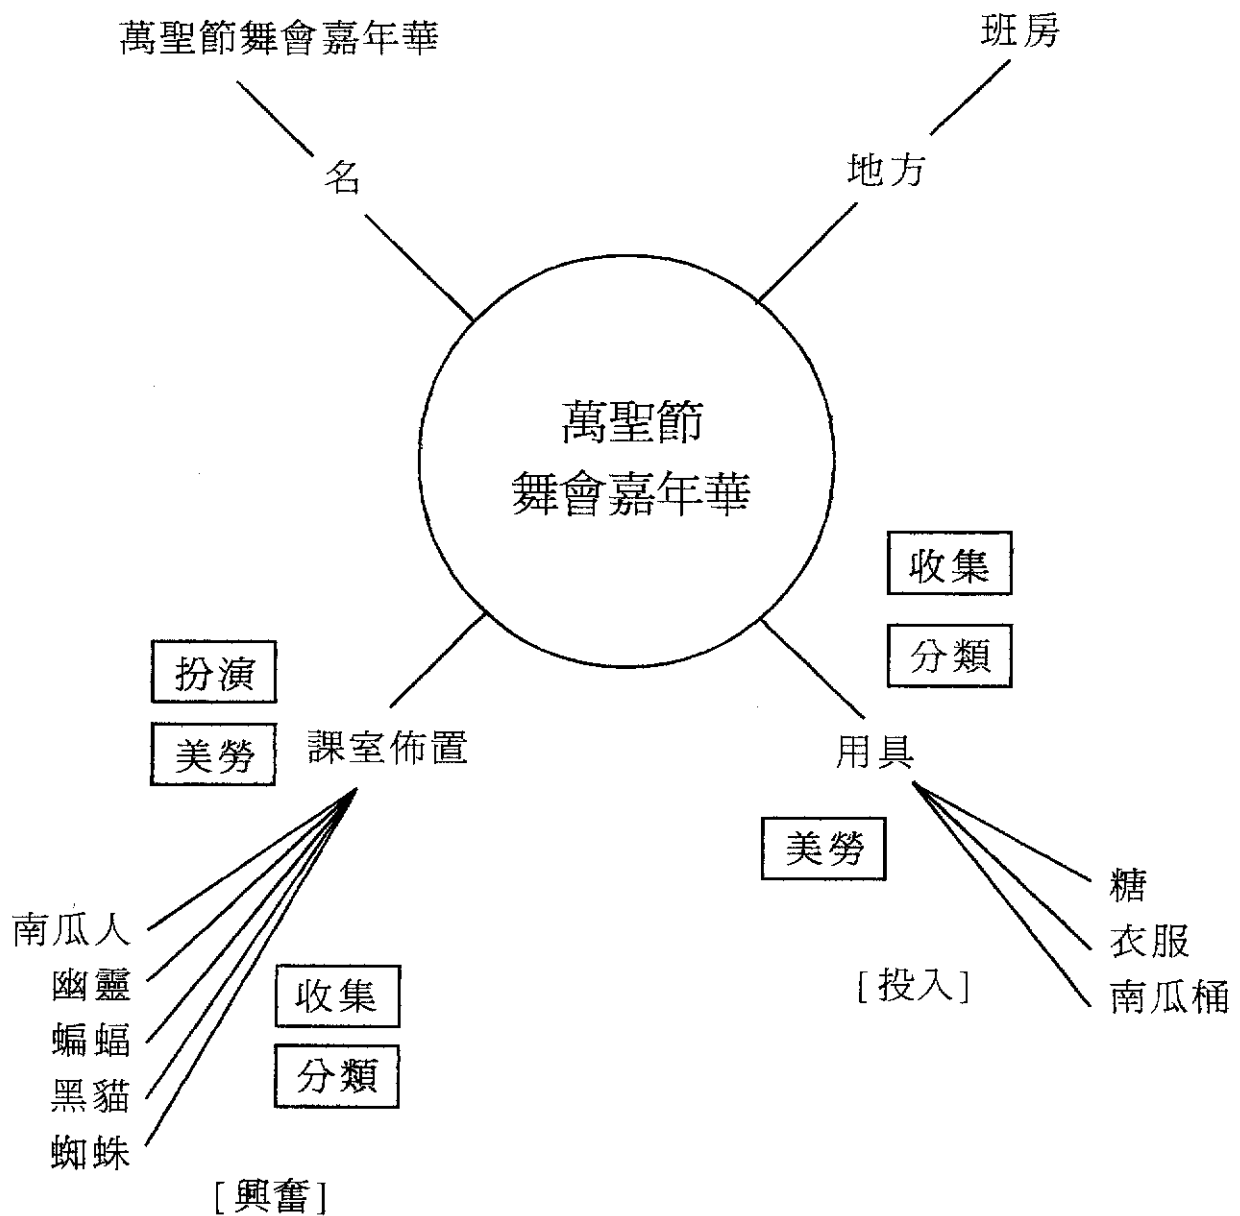 萬聖節舞會嘉年華
班房
名
地方
萬聖節
舞會嘉年華
收集
分類
扮演
美勞
課室佈置
用具
美勞
糖
衣服
南瓜桶
[投入]
南瓜人
幽靈
蝙蝠
黑貓
蜘蛛
收集
分類
[興奮]